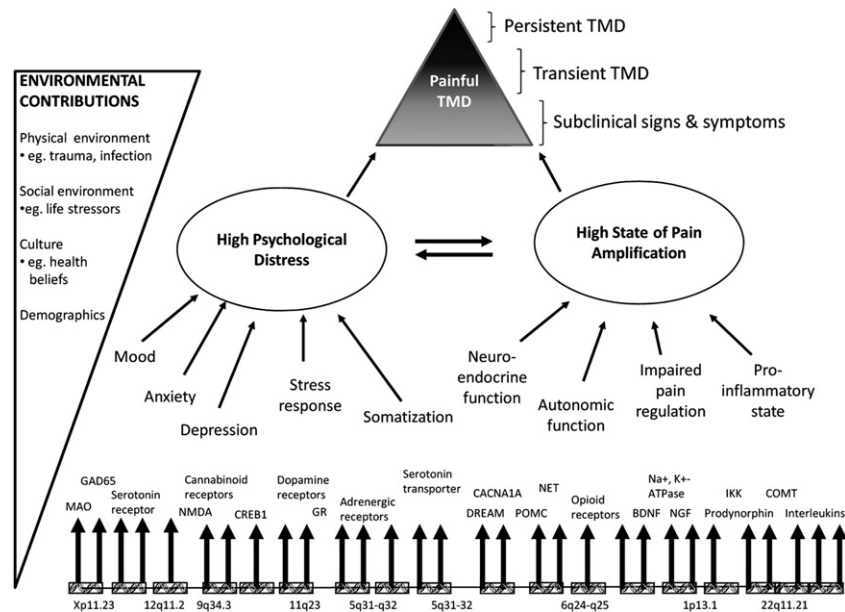 Persistent TMD
Painful
TMD
Transient TMD
Subclinical signs & symptoms
ENVIRONMENTAL
CONTRIBUTIONS
Physical environment
• eg. trauma, infection
Social environment
•eg. life stressors
Culture
• eg. health
beliefs
Demographics
High Psychological
Distress
High State of Pain
Amplification
Mood
Anxiety
Depression
Stress
response
Somatization
Neuro-
endocrine
function
Autonomic
function
Impaired
pain
regulation
Pro-
inflammatory
state
MAO
GAD65
Serotonin
receptor
NMDA
Cannabinoid
receptors
CREB1
Dopamine
receptors
GR
Adrenergic
receptors
Serotonin
transporter
DREAM
CACNA1A
POMC
NET
Opioid
receptors
BDNF
Na+, K+-
ATPase
NGF
Prodynorphin
IKK
COMT
Interleukins
Xp11.23
12q11.2
9q34.3
11q23
5q31-q32
5q31-32
6q24-q25
1p13.1
22q11.21